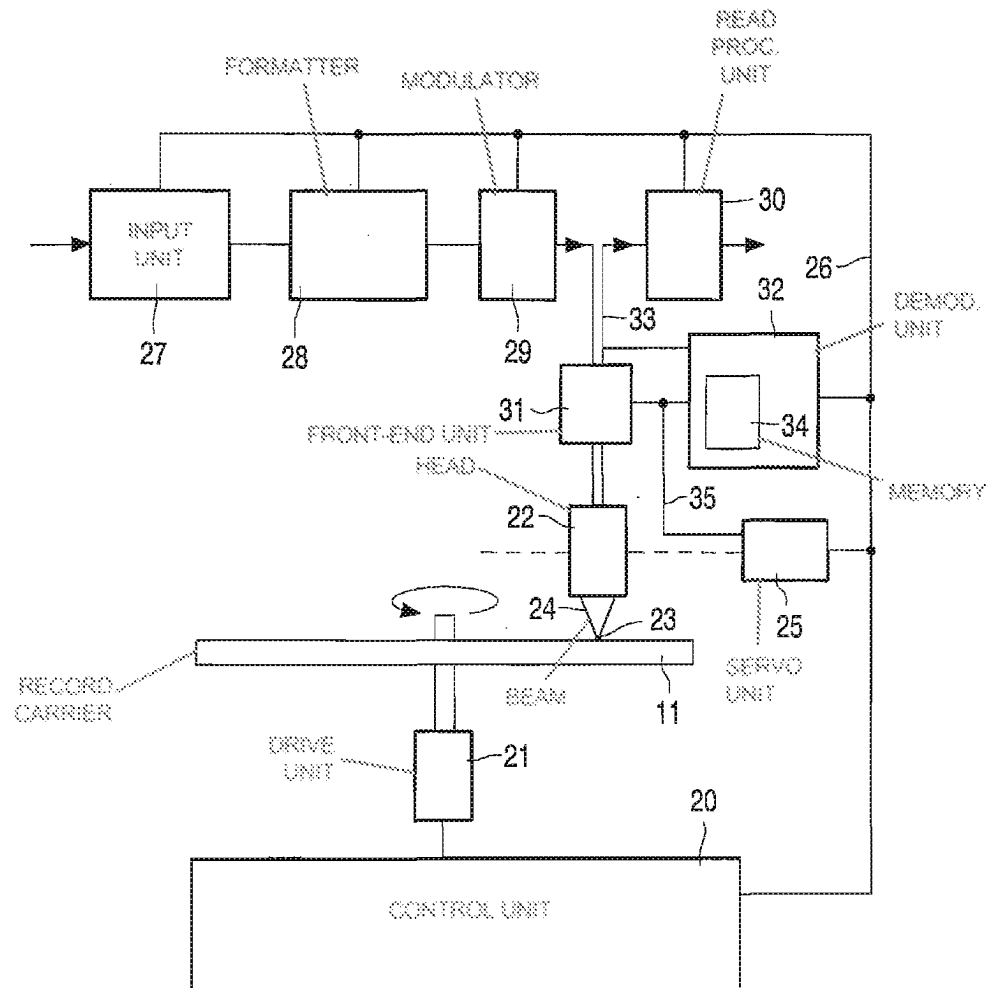 READ
PROC.
UNIT
FORMATTER
MODULATOR
30
INPUT
UNIT
26
32
DEMOD.
UNIT
27
28
29
33
31
34
FRONT-END UNIT
HEAD
MEMORY
35
22
24
23
25
SERVO
UNIT
RECORD
CARRIER
BEAM
11
DRIVE
UNIT
21
20
CONTROL UNIT